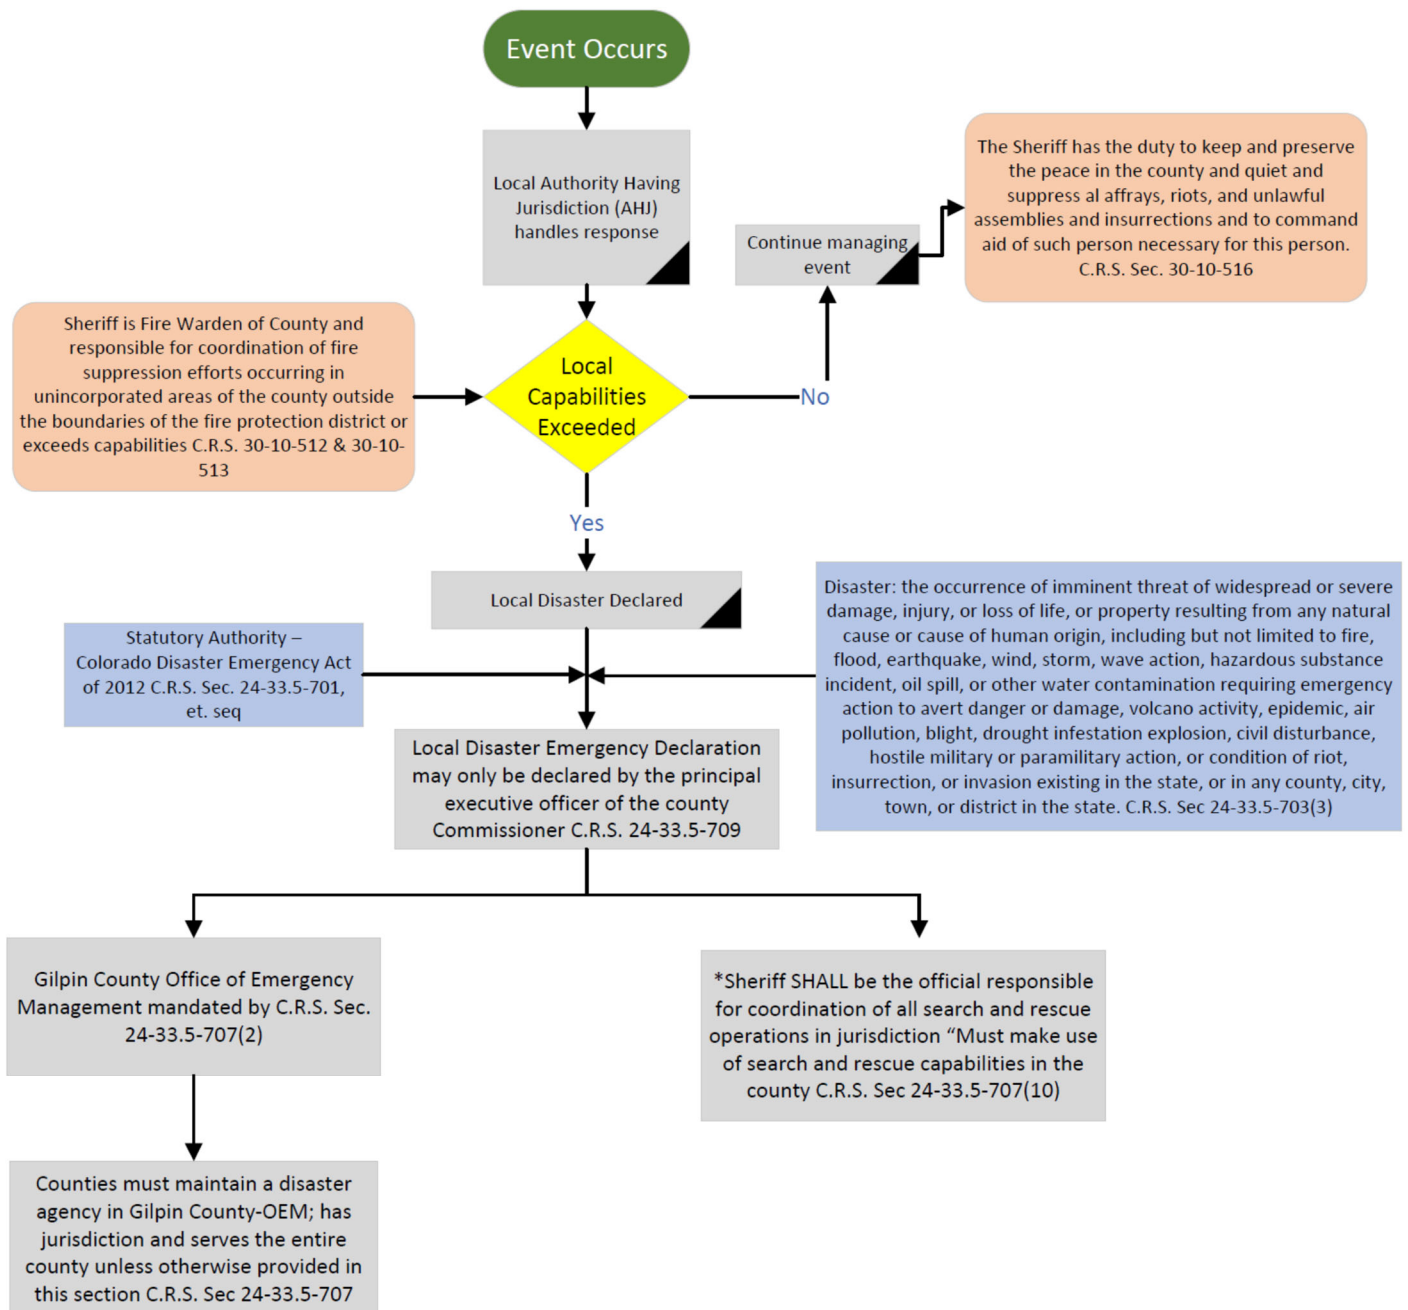 Event Occurs
Local Authority Having
Jurisdiction (AHJ)
handles response
Continue managing
event
The Sheriff has the duty to keep and preserve
the peace in the county and quiet and
suppress al affrays, riots, and unlawful
assemblies and insurrections and to command
aid of such person necessary for this person.
C.R.S. Sec. 30-10-516
Sheriff is Fire Warden of County and
responsible for coordination of fire
suppression efforts occurring in
unincorporated areas of the county outside
the boundaries of the fire protection district or
exceeds capabilities C.R.S. 30-10-512 & 30-10-
513
Local
Capabilities
Exceeded
No
Yes
Local Disaster Declared
Statutory Authority –
Colorado Disaster Emergency Act
of 2012 C.R.S. Sec. 24-33.5-701,
et. seq
Disaster: the occurrence of imminent threat of widespread or severe
damage, injury, or loss of life, or property resulting from any natural
cause or cause of human origin, including but not limited to fire,
flood, earthquake, wind, storm, wave action, hazardous substance
incident, oil spill, or other water contamination requiring emergency
action to avert danger or damage, volcano activity, epidemic, air
pollution, blight, drought infestation explosion, civil disturbance,
hostile military or paramilitary action, or condition of riot,
insurrection, or invasion existing in the state, or in any county, city,
town, or district in the state. C.R.S. Sec 24-33.5-703(3)
Local Disaster Emergency Declaration
may only be declared by the principal
executive officer of the county
Commissioner C.R.S. 24-33.5-709
Gilpin County Office of Emergency
Management mandated by C.R.S. Sec.
24-33.5-707(2)
*Sheriff SHALL be the official responsible
for coordination of all search and rescue
operations in jurisdiction “Must make use
of search and rescue capabilities in the
county C.R.S. Sec 24-33.5-707(10)
Counties must maintain a disaster
agency in Gilpin County-OEM; has
jurisdiction and serves the entire
county unless otherwise provided in
this section C.R.S. Sec 24-33.5-707